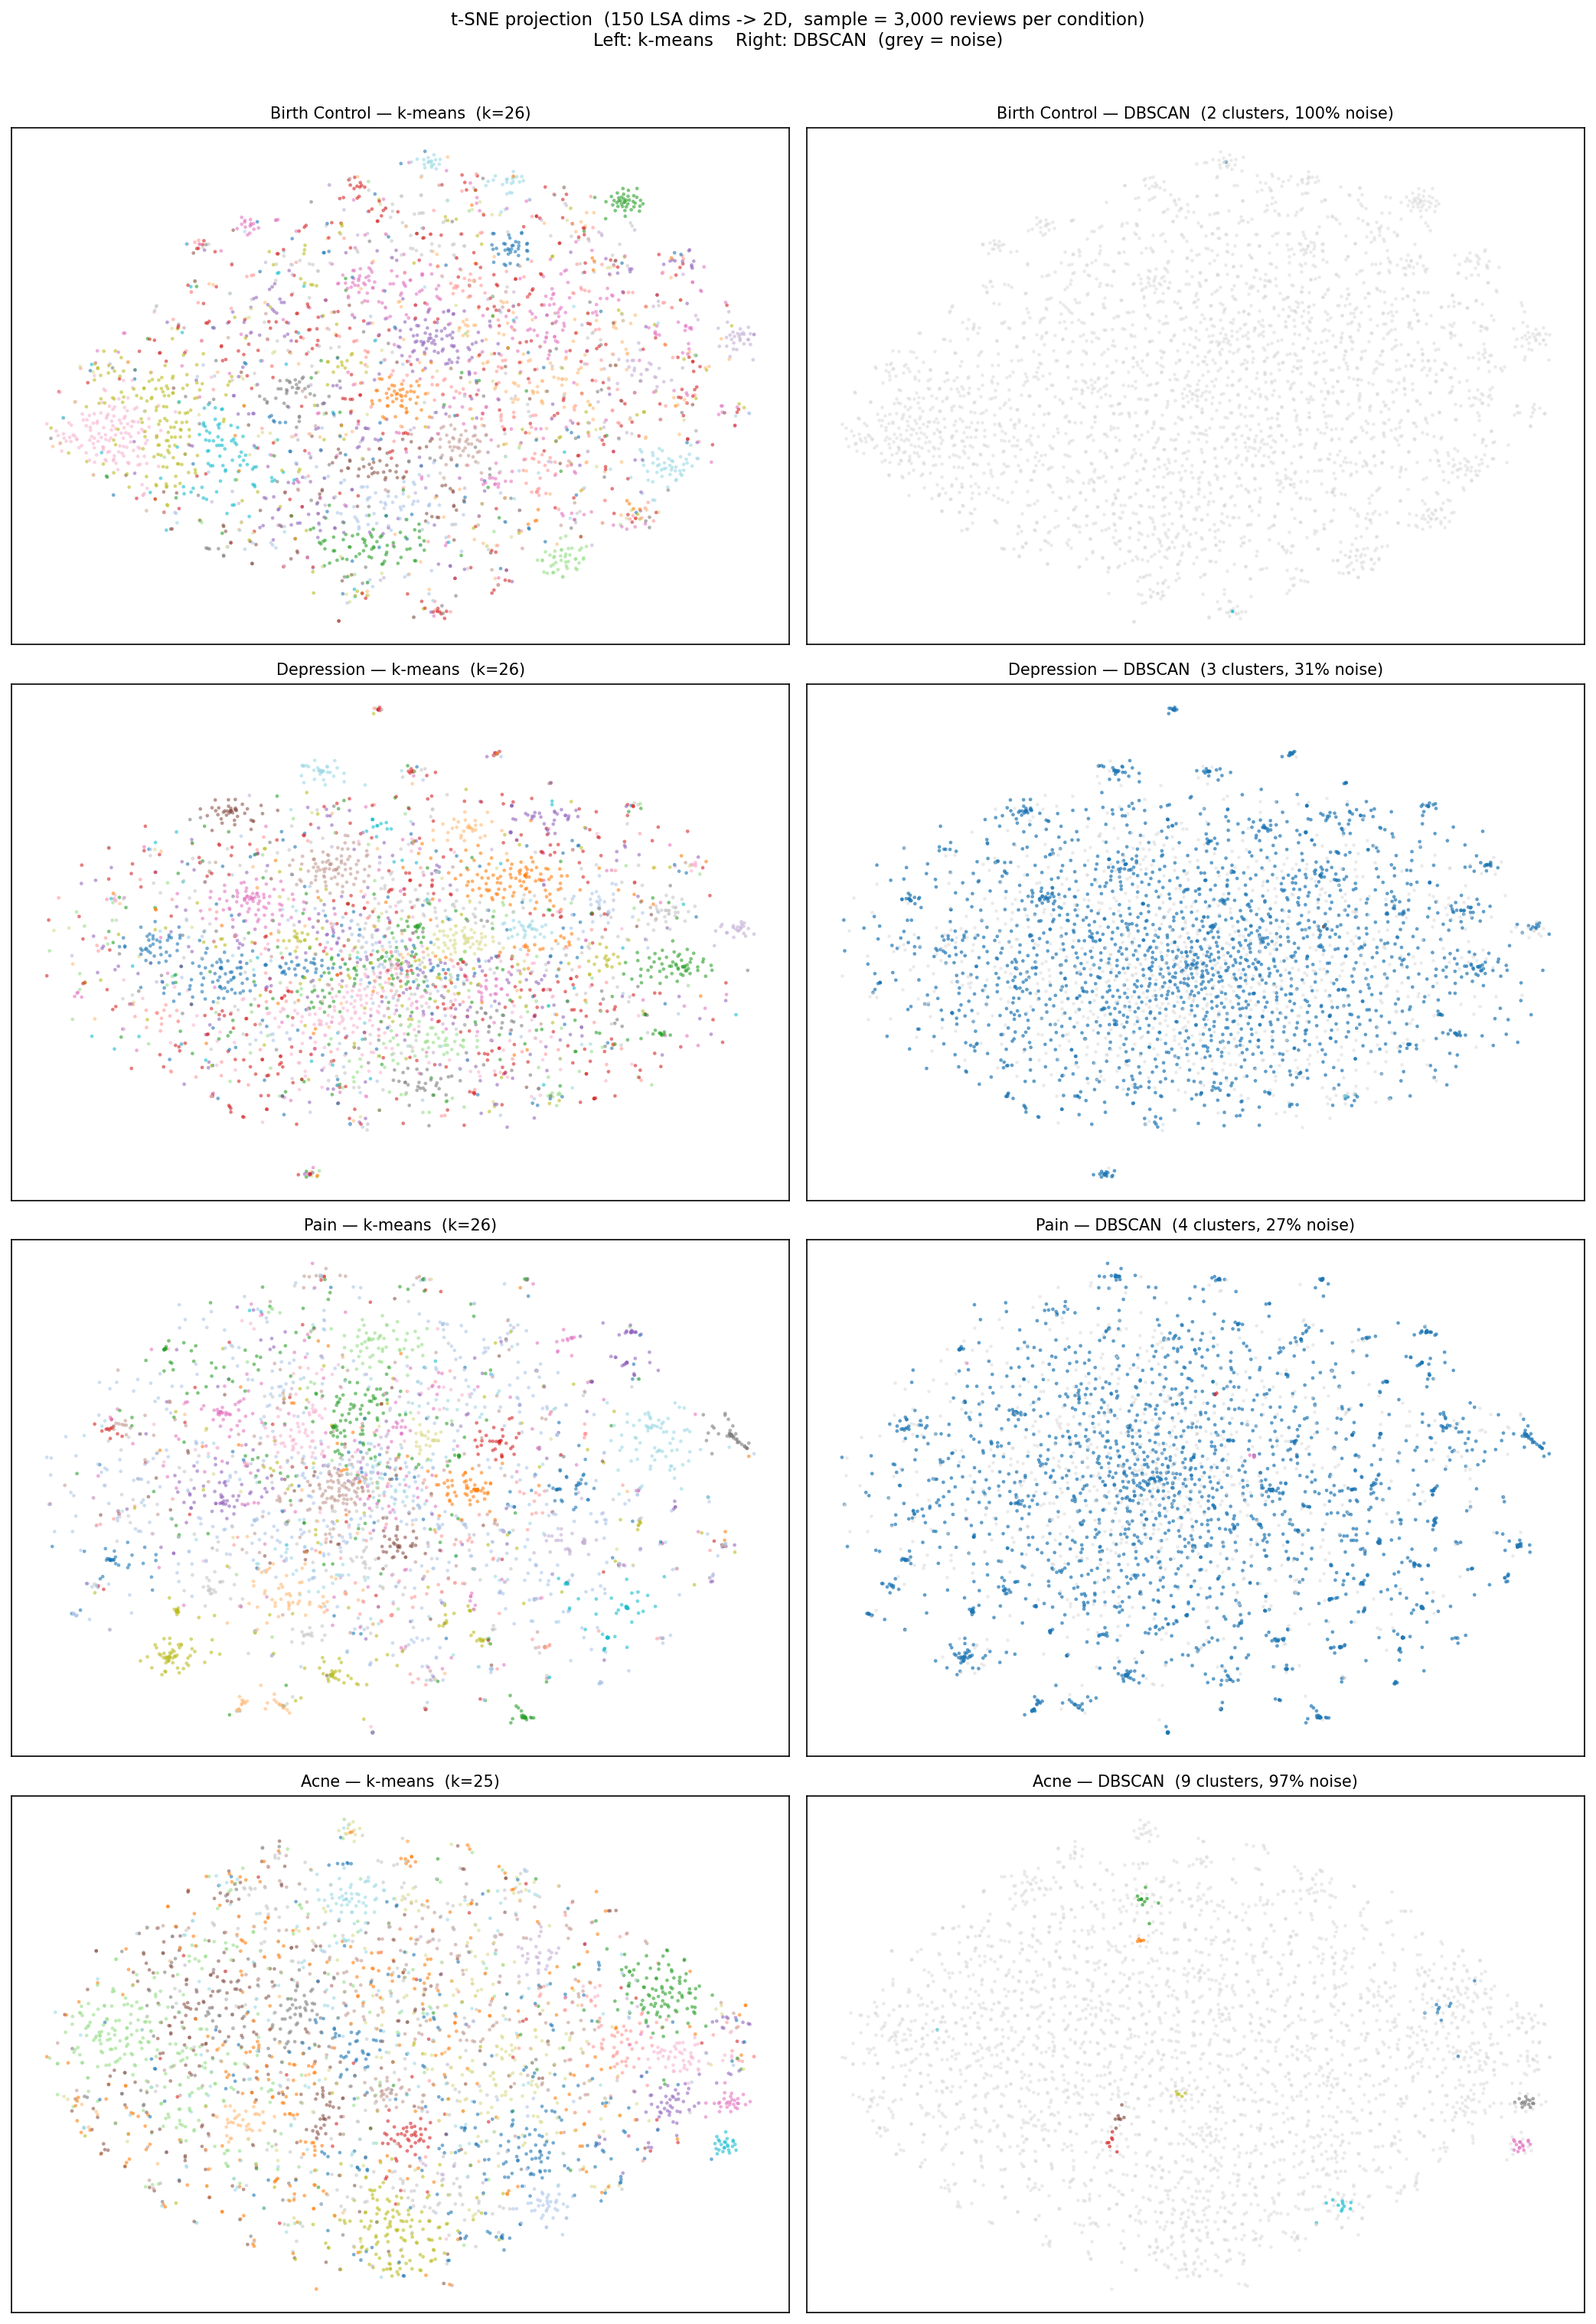 t-SNE projection  (150 LSA dims -> 2D,  sample = 3,000 reviews per condition)
Left: k-means    Right: DBSCAN  (grey = noise)
Birth Control — k-means  (k=26)
Birth Control — DBSCAN  (2 clusters, 100% noise)
Depression — k-means  (k=26)
Depression — DBSCAN  (3 clusters, 31% noise)
Pain — k-means  (k=26)
Pain — DBSCAN  (4 clusters, 27% noise)
Acne — k-means  (k=25)
Acne — DBSCAN  (9 clusters, 97% noise)